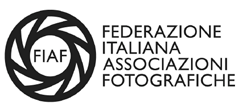 FIAF
FEDERAZIONE
ITALIANA
ASSOCIAZIONI
FOTOGRAFICHE